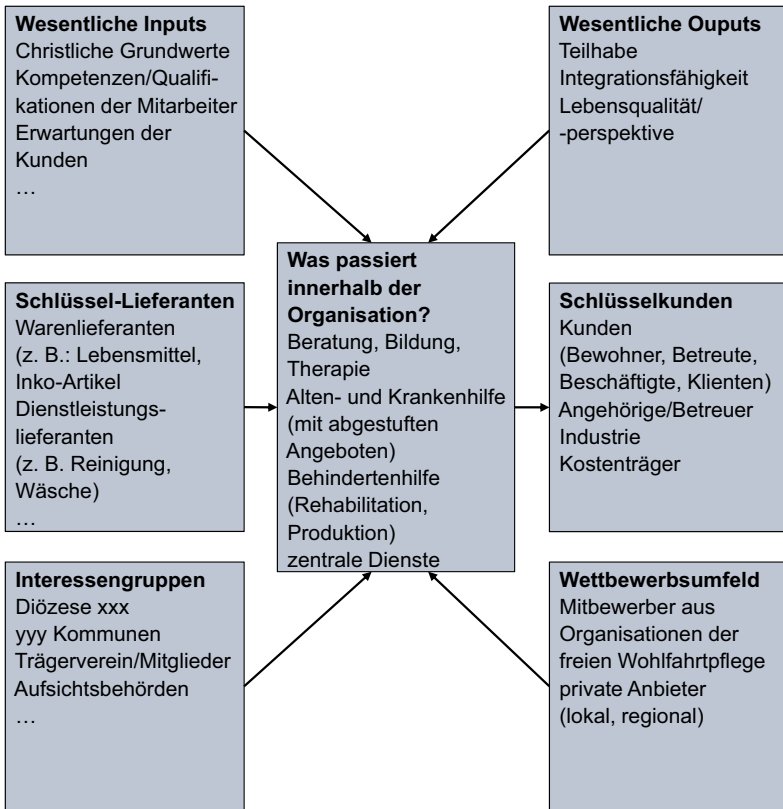 Wesentliche Inputs
Christliche Grundwerte
Kompetenzen/Qualifi-
kationen der Mitarbeiter
Erwartungen der
Kunden
…
Wesentliche Ouputs
Teilhabe
Integrationsfähigkeit
Lebensqualität/
-perspektive
Schlüssel-Lieferanten
Warenlieferanten
(z. B.: Lebensmittel,
Inko-Artikel
Dienstleistungs-
lieferanten
(z. B. Reinigung,
Wäsche)
…
Was passiert
innerhalb der
Organisation?
Beratung, Bildung,
Therapie
Alten- und Krankenhilfe
(mit abgestuften
Angeboten)
Behindertenhilfe
(Rehabilitation,
Produktion)
zentrale Dienste
Schlüsselkunden
Kunden
(Bewohner, Betreute,
Beschäftigte, Klienten)
Angehörige/Betreuer
Industrie
Kostenträger
Interessengruppen
Diözese xxx
yyy Kommunen
Trägerverein/Mitglieder
Aufsichtsbehörden
…
Wettbewerbsumfeld
Mitbewerber aus
Organisationen der
freien Wohlfahrtpflege
private Anbieter
(lokal, regional)